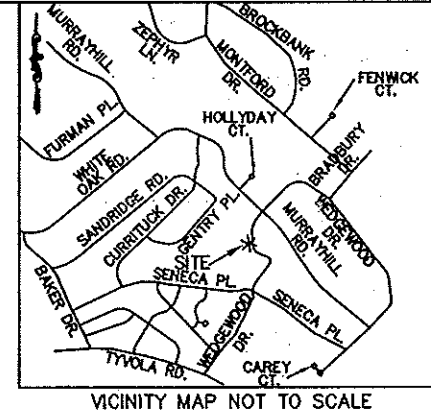 MURRAYHILL
RD.
ZEPHYR
LN.
BROCKBANK
RD.
MONTFORD
DR.
FENWICK
CT.
FURMAN PL.
HOLLYDAY
CT.
WHITE
OAK RD.
BRADBURY
DR.
SANDRIDGE RD.
CURRITUCK DR.
GENTRY PL.
WEDGEWOOD
DR.
MURRAYHILL
RD.
SITE
BAKER DR.
SENECA PL.
SENECA PL.
WEDGEWOOD
DR.
TYVOLA RD.
CAREY
CT.
VICINITY MAP NOT TO SCALE